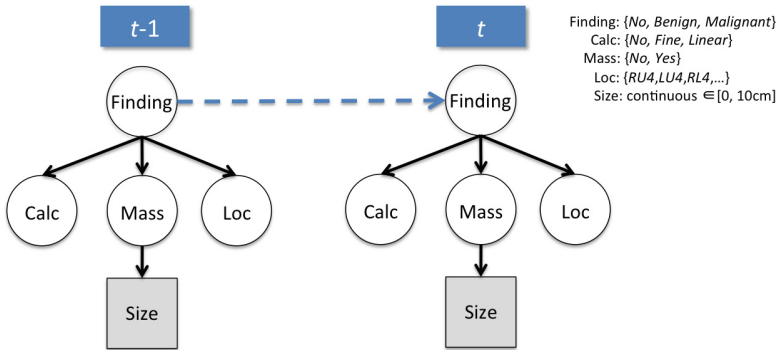 t-1
t
Finding: {No, Benign, Malignant}
Calc: {No, Fine, Linear}
Mass: {No, Yes}
Loc: {RU4,LU4,RL4,...}
Size: continuous ∈[0, 10cm]
Finding
Finding
Calc
Mass
Loc
Calc
Mass
Loc
Size
Size